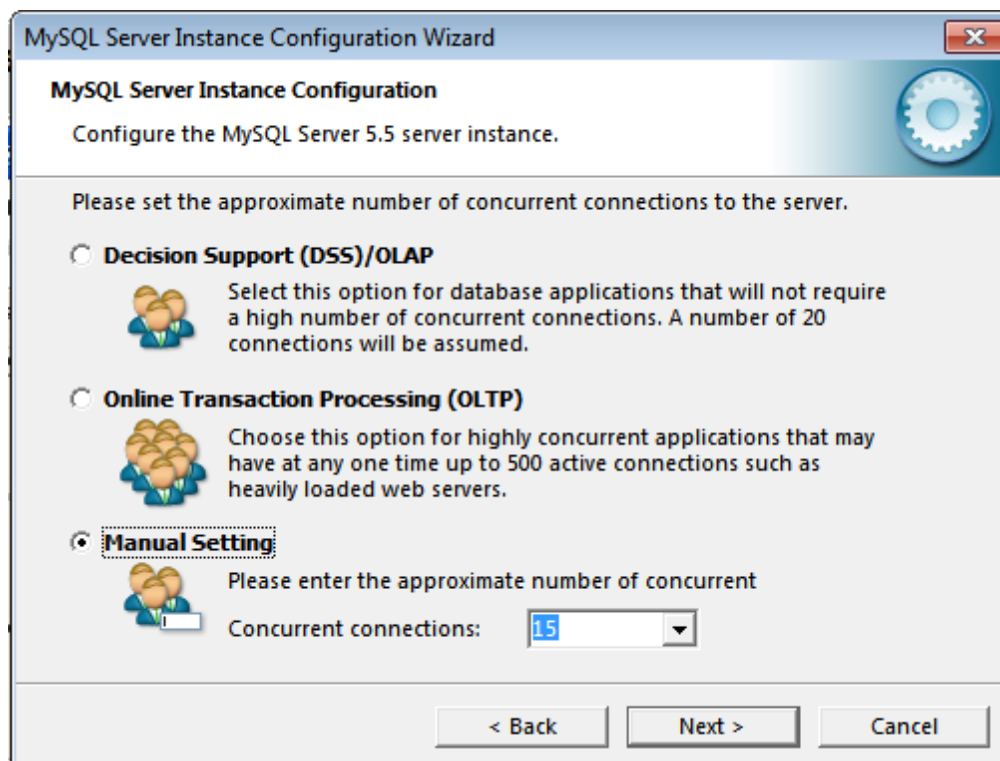 MySQL Server Instance Configuration Wizard
MySQL Server Instance Configuration
Configure the MySQL Server 5.5 server instance.
Please set the approximate number of concurrent connections to the server.
Decision Support (DSS)/OLAP
Select this option for database applications that will not require
a high number of concurrent connections. A number of 20
connections will be assumed.
Online Transaction Processing (OLTP)
Choose this option for highly concurrent applications that may
have at any one time up to 500 active connections such as
heavily loaded web servers.
Manual Setting
Please enter the approximate number of concurrent
Concurrent connections: 15
< Back Next > Cancel